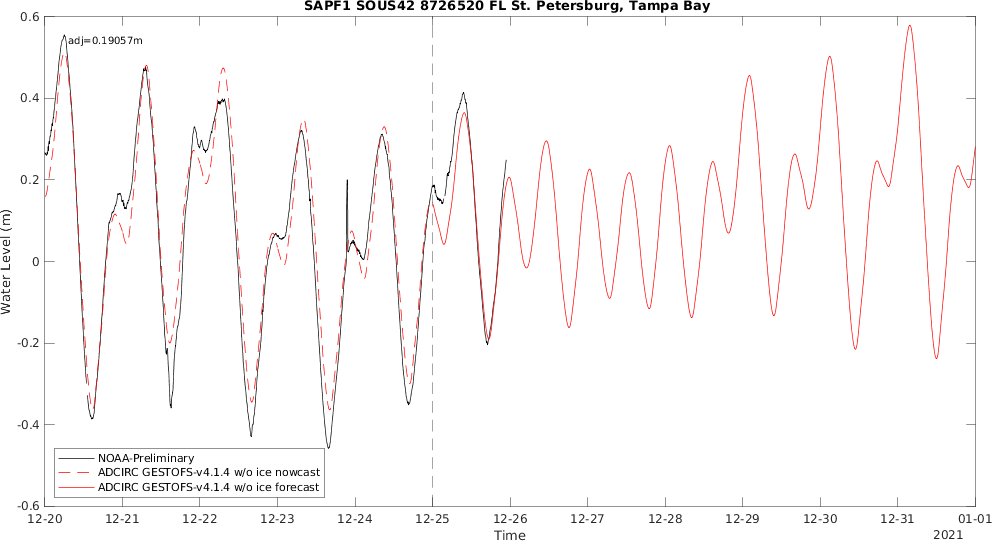 SAPF1 SOUS42 8726520 FL St. Petersburg, Tampa Bay
0.6
adj=0.19057m
0.4
0.2
0
-0.2
-0.4
-0.6
Water Level (m)
NOAA-Preliminary
ADCIRC GESTOFS-v4.1.4 w/o ice nowcast
ADCIRC GESTOFS-v4.1.4 w/o ice forecast
12-20 12-21 12-22 12-23 12-24 12-25 12-26 12-27 12-28 12-29 12-30 12-31 01-01
Time
2021